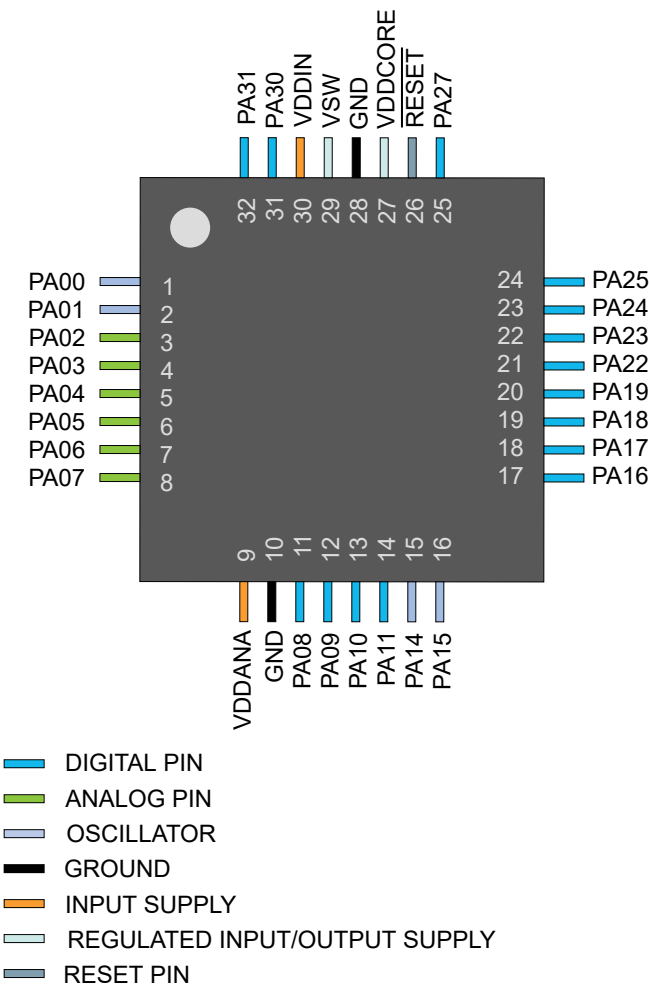 PA31
PA30
VDDIN
VSW
GND
VDDCORE
RESET
PA27
32
31
30
29
28
27
26
25
PA00 1
PA01 2
PA02 3
PA03 4
PA04 5
PA05 6
PA06 7
PA07 8
24 PA25
23 PA24
22 PA23
21 PA22
20 PA19
19 PA18
18 PA17
17 PA16
9
10
11
12
13
14
15
16
VDDANA
GND
PA08
PA09
PA10
PA11
PA14
PA15
DIGITAL PIN
ANALOG PIN
OSCILLATOR
GROUND
INPUT SUPPLY
REGULATED INPUT/OUTPUT SUPPLY
RESET PIN